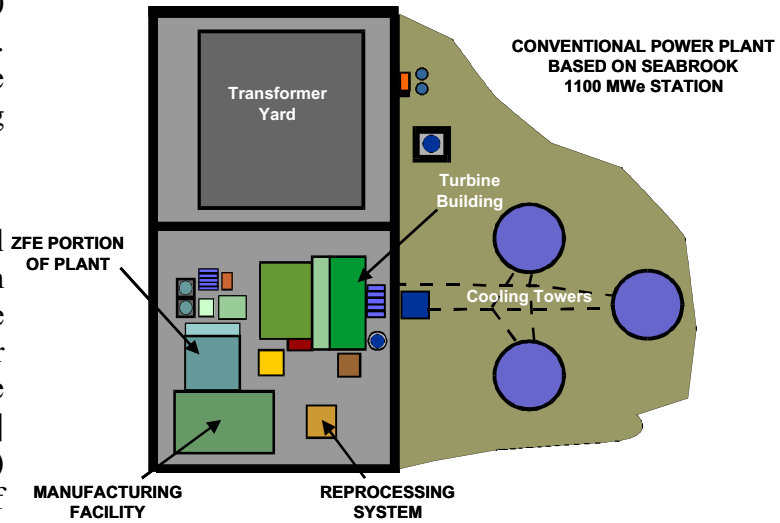 CONVENTIONAL POWER PLANT
BASED ON SEABROOK
1100 MWe STATION
Transformer
Yard
Turbine
Building
ZFE PORTION
OF PLANT
Cooling Towers
MANUFACTURING
FACILITY
REPROCESSING
SYSTEM